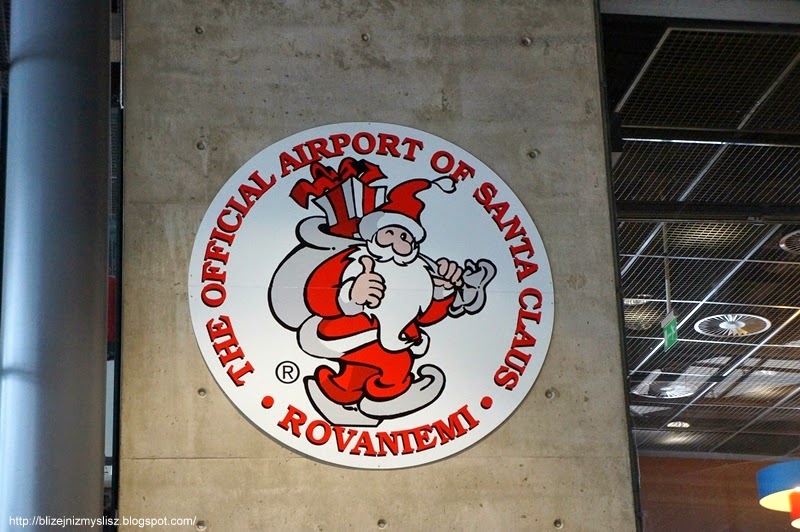 THE OFFICIAL AIRPORT OF SANTA CLAUS
®
• ROVANIEMI •
http://blizejnizmyslisz.blogspot.com/